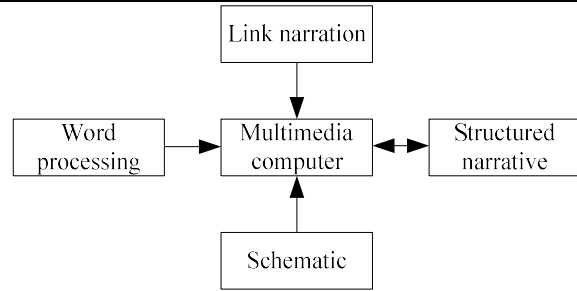 Link narration
Word
processing
Multimedia
computer
Structured
narrative
Schematic